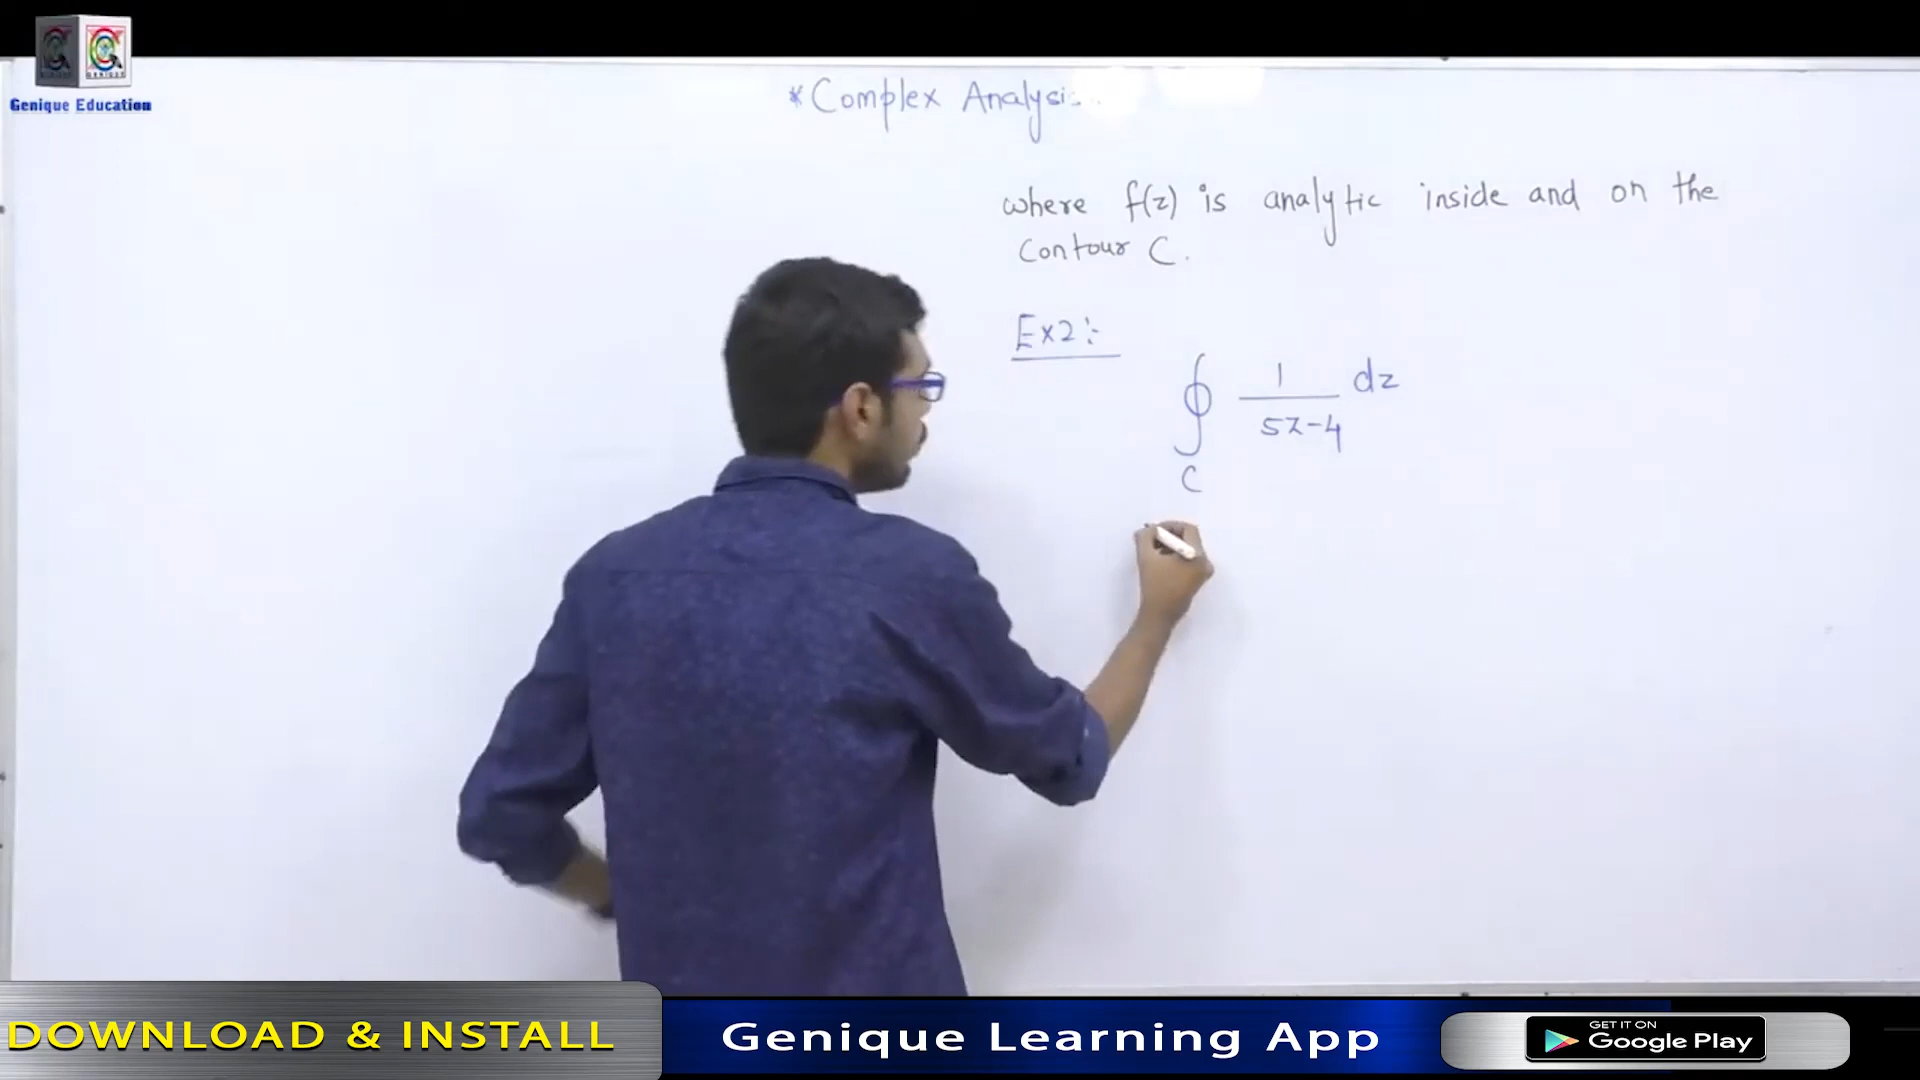 GENIQUE
Genique Education
*Complex Analysis..
where f(z) is analytic inside and on the
Contour C.
Ex2:-
∮ 1/(5z-4) dz
C
DOWNLOAD & INSTALL
Genique Learning App
GET IT ON
Google Play